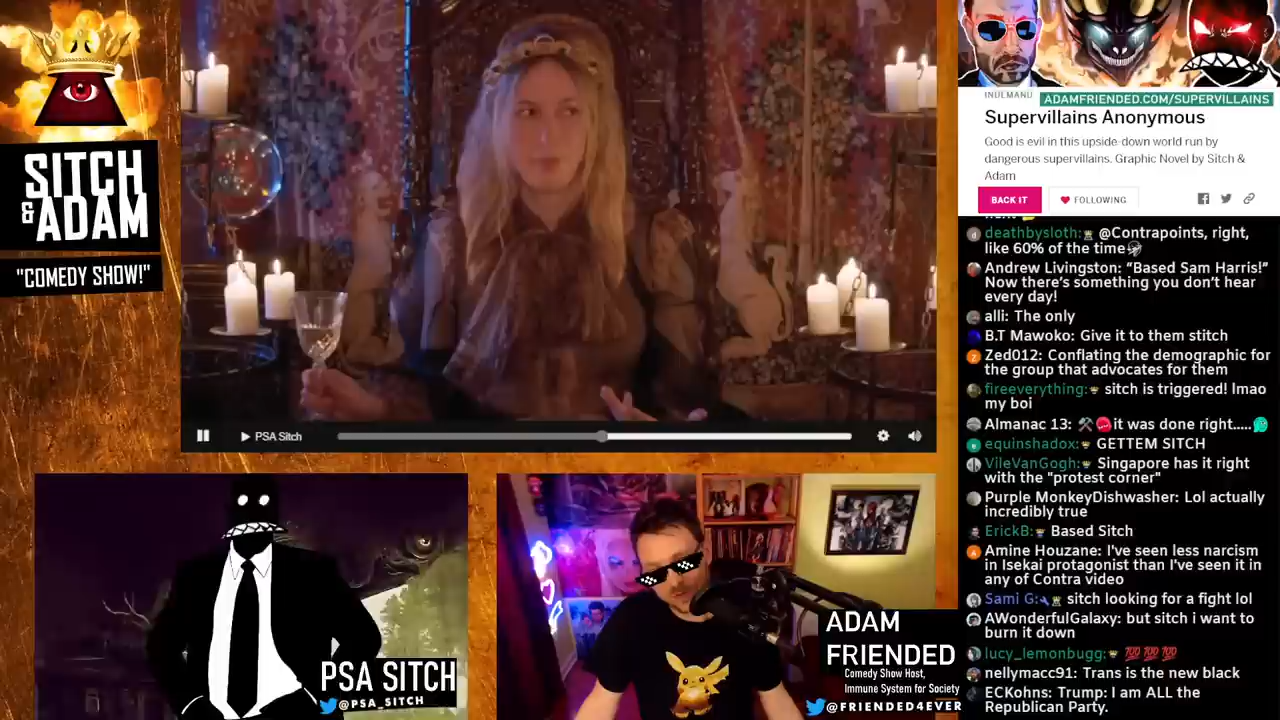 SITCH
& ADAM
"COMEDY SHOW!"
PSA Sitch
PSA SITCH
@PSA_SITCH
ADAM
FRIENDED
Comedy Show Host,
Immune System for Society
@FRIENDED4EVER
ADAMFRIENDED.COM/SUPERVILLAINS
Supervillains Anonymous
Good is evil in this upside-down world run by
dangerous supervillains. Graphic Novel by Sitch &
Adam
BACK IT
FOLLOWING
deathbysloth: @Contrapoints, right,
like 60% of the time
Andrew Livingston: “Based Sam Harris!”
Now there’s something you don’t hear
every day!
alli: The only
B.T Mawoko: Give it to them stitch
Zed012: Conflating the demographic for
the group that advocates for them
fireeverything: sitch is triggered! lmao
my boi
Almanac 13: it was done right.....
equinshadox: GETTEM SITCH
VileVanGogh: Singapore has it right
with the "protest corner"
Purple MonkeyDishwasher: Lol actually
incredibly true
ErickB: Based Sitch
Amine Houzane: I've seen less narcism
in Isekai protagonist than I've seen it in
any of Contra video
Sami G: sitch looking for a fight lol
AWonderfulGalaxy: but sitch i want to
burn it down
lucy_lemonbugg: 💯💯💯
nellymacc91: Trans is the new black
ECKohns: Trump: I am ALL the
Republican Party.